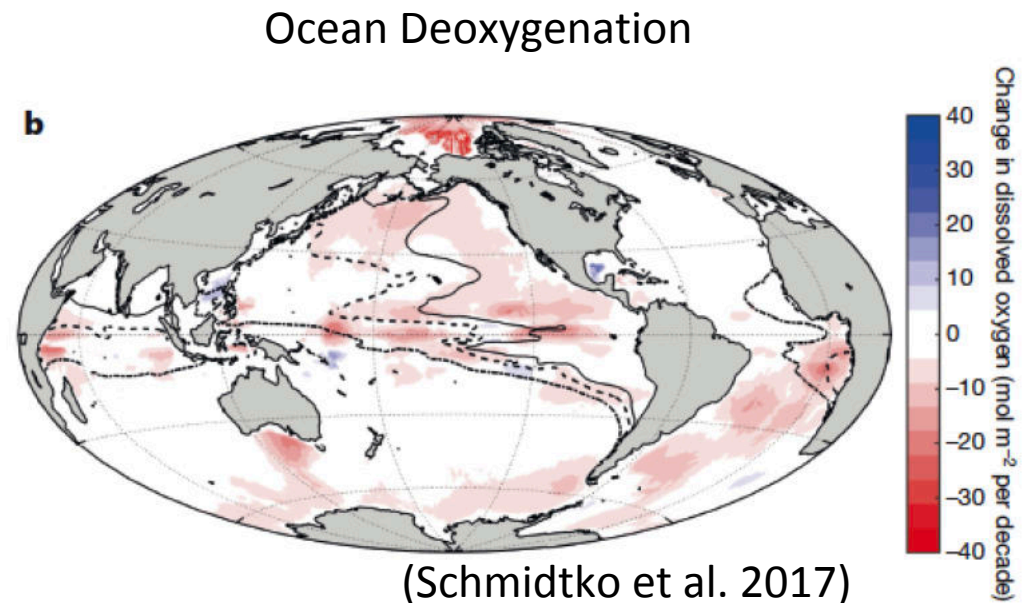 Ocean Deoxygenation
b
40
30
20
10
0
−10
−20
−30
−40
Change in dissolved oxygen (mol m⁻² per decade)
(Schmidtko et al. 2017)